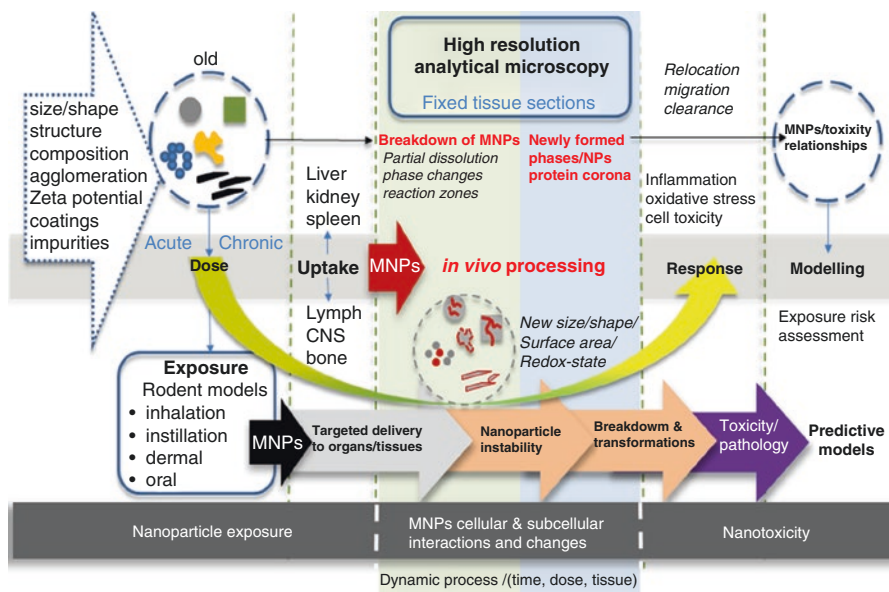 old
size/shape
structure
composition
agglomeration
Zeta potential
coatings
impurities
High resolution
analytical microscopy
Fixed tissue sections
Relocation
migration
clearance
Breakdown of MNPs
Partial dissolution
phase changes
reaction zones
Newly formed
phases/NPs
protein corona
MNPs/toxixity
relationships
Liver
kidney
spleen
Inflammation
oxidative stress
cell toxicity
Acute
Chronic
Dose
Uptake
MNPs
in vivo processing
Response
Modelling
Lymph
CNS
bone
New size/shape/
Surface area/
Redox-state
Exposure risk
assessment
Exposure
Rodent models
• inhalation
• instillation
• dermal
• oral
MNPs
Targeted delivery
to organs/tissues
Nanoparticle
instability
Breakdowm &
transformations
Toxicity/
pathology
Predictive
models
Nanoparticle exposure
MNPs cellular & subcellular
interactions and changes
Nanotoxicity
Dynamic process /(time, dose, tissue)